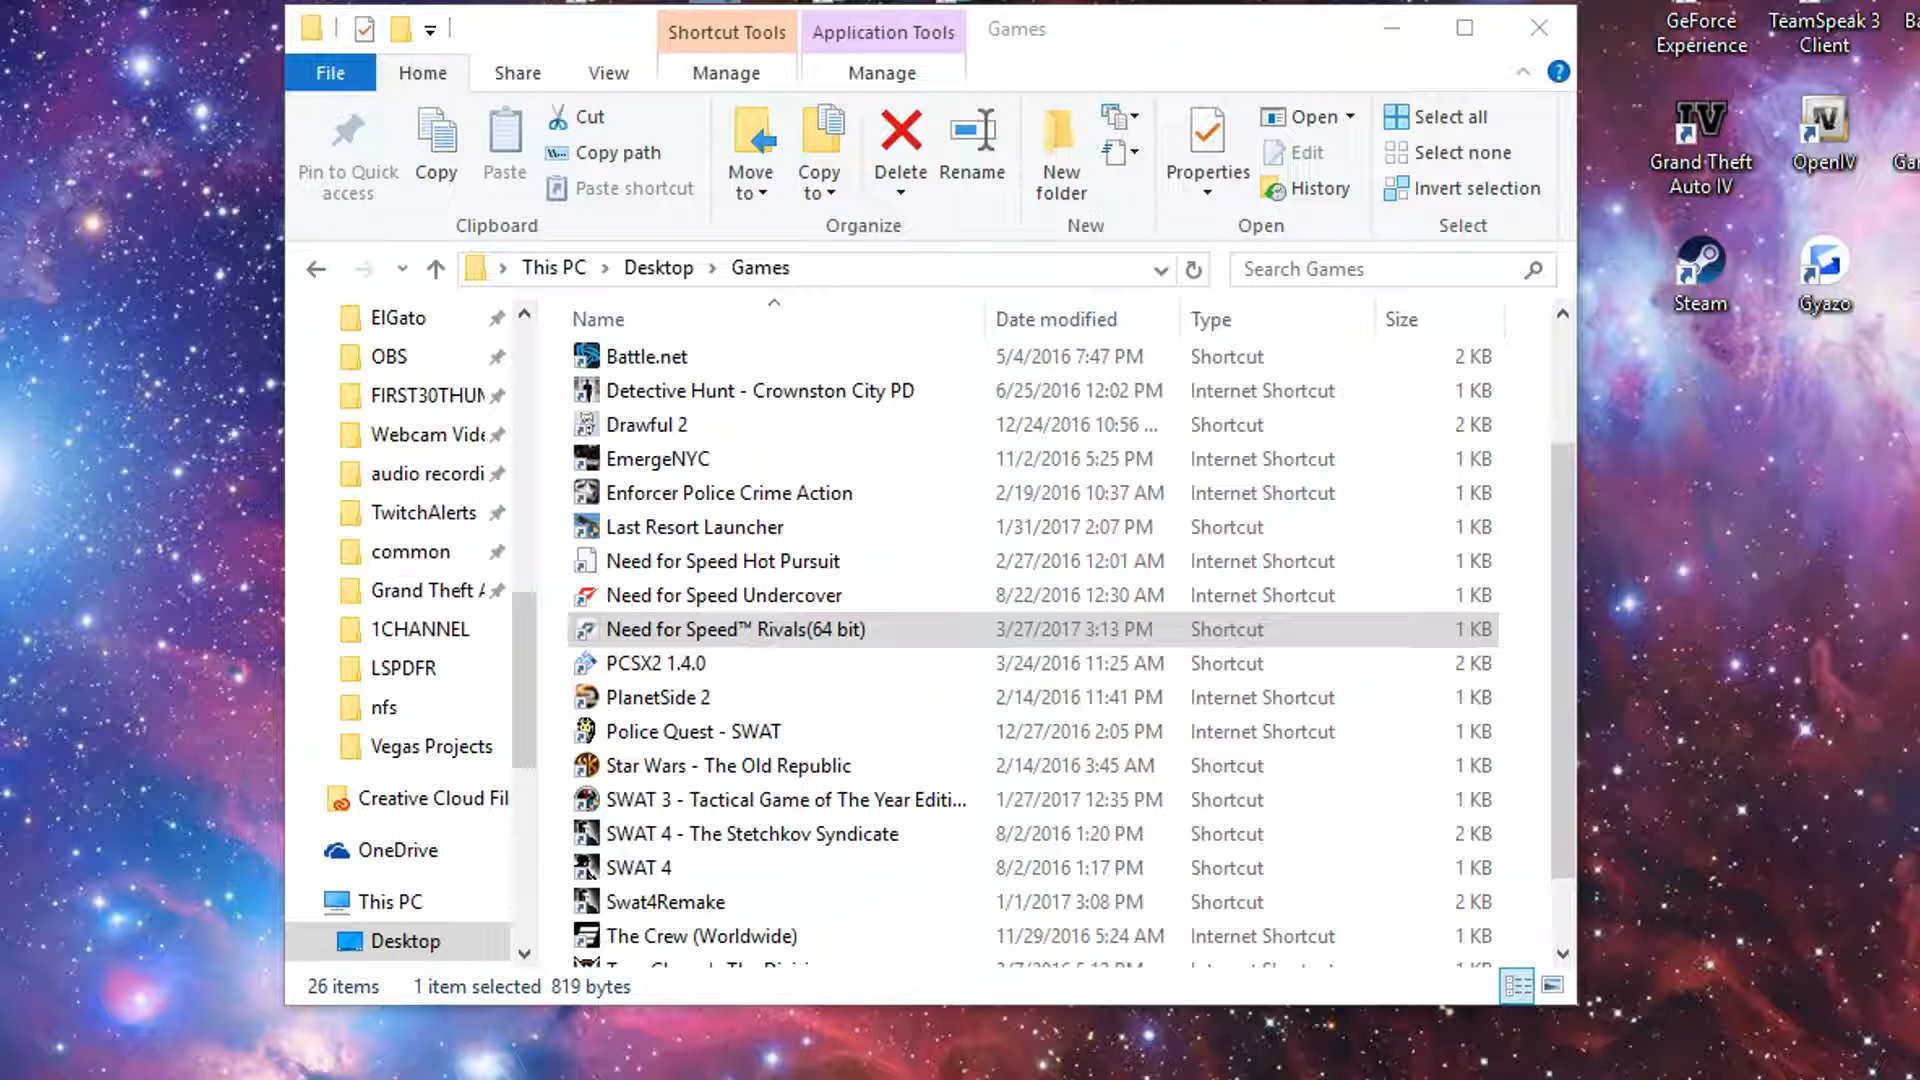 Shortcut Tools
Application Tools
Games
File
Home
Share
View
Manage
Manage
Pin to Quick access
Copy
Paste
Cut
Copy path
Paste shortcut
Clipboard
Move to
Copy to
Delete
Rename
Organize
New folder
New
Properties
Open
Edit
History
Open
Select all
Select none
Invert selection
Select
This PC > Desktop > Games
Search Games
ElGato
OBS
FIRST30THUM
Webcam Vide
audio recordi
TwitchAlerts
common
Grand Theft A
1CHANNEL
LSPDFR
nfs
Vegas Projects
Creative Cloud Fil
OneDrive
This PC
Desktop
Name Date modified Type Size
Battle.net 5/4/2016 7:47 PM Shortcut 2 KB
Detective Hunt - Crownston City PD 6/25/2016 12:02 PM Internet Shortcut 1 KB
Drawful 2 12/24/2016 10:56 ... Shortcut 2 KB
EmergeNYC 11/2/2016 5:25 PM Internet Shortcut 1 KB
Enforcer Police Crime Action 2/19/2016 10:37 AM Internet Shortcut 1 KB
Last Resort Launcher 1/31/2017 2:07 PM Shortcut 1 KB
Need for Speed Hot Pursuit 2/27/2016 12:01 AM Internet Shortcut 1 KB
Need for Speed Undercover 8/22/2016 12:30 AM Internet Shortcut 1 KB
Need for Speed™ Rivals(64 bit) 3/27/2017 3:13 PM Shortcut 1 KB
PCSX2 1.4.0 3/24/2016 11:25 AM Shortcut 2 KB
PlanetSide 2 2/14/2016 11:41 PM Internet Shortcut 1 KB
Police Quest - SWAT 12/27/2016 2:05 PM Internet Shortcut 1 KB
Star Wars - The Old Republic 2/14/2016 3:45 AM Shortcut 1 KB
SWAT 3 - Tactical Game of The Year Editi... 1/27/2017 12:35 PM Shortcut 1 KB
SWAT 4 - The Stetchkov Syndicate 8/2/2016 1:20 PM Shortcut 2 KB
SWAT 4 8/2/2016 1:17 PM Shortcut 1 KB
Swat4Remake 1/1/2017 3:08 PM Shortcut 2 KB
The Crew (Worldwide) 11/29/2016 5:24 AM Internet Shortcut 1 KB
26 items 1 item selected 819 bytes
GeForce Experience
TeamSpeak 3 Client
Grand Theft Auto IV
OpenIV
Steam
Gyazo